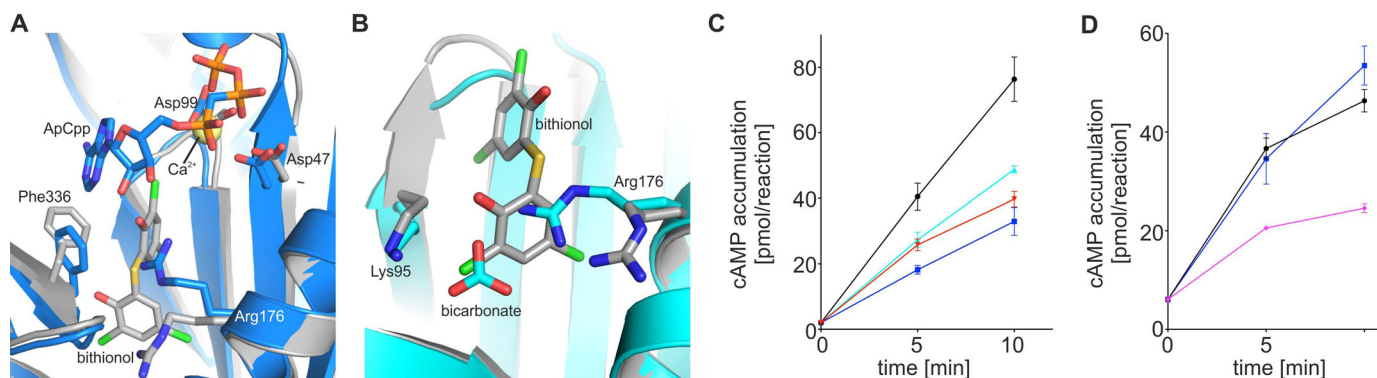 A
Asp99
ApCpp
Ca2+
Asp47
Phe336
Arg176
bithionol
B
bithionol
Arg176
Lys95
bicarbonate
C
cAMP accumulation
[pmol/reaction]
80
60
40
20
0
0 5 10
time [min]
D
cAMP accumulation
[pmol/reaction]
60
40
20
0
0 5
time [min]